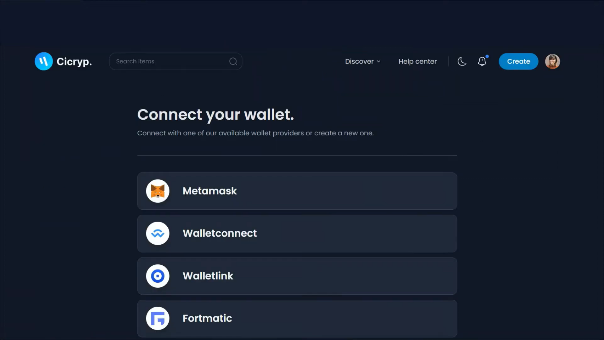 Cicryp.
Search items
Discover
Help center
Create
Connect your wallet.
Connect with one of our available wallet providers or create a new one.
Metamask
Walletconnect
Walletlink
Fortmatic